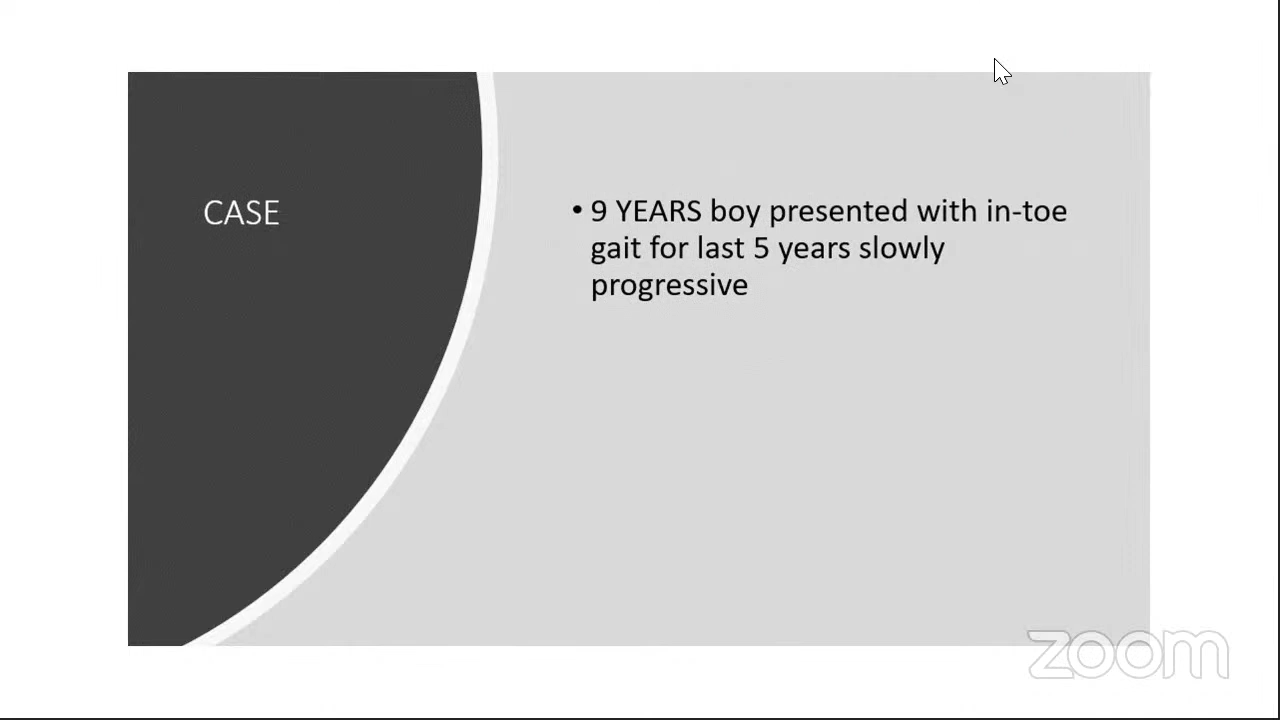 CASE
• 9 YEARS boy presented with in-toe
gait for last 5 years slowly
progressive
zoom